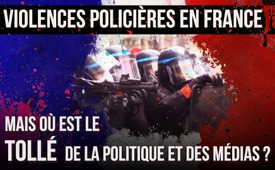 VIOLENCES POLICIÈRES EN FRANCE
MAIS OÙ EST LE
TOLLÉ DE LA POLITIQUE ET DES MÉDIAS ?